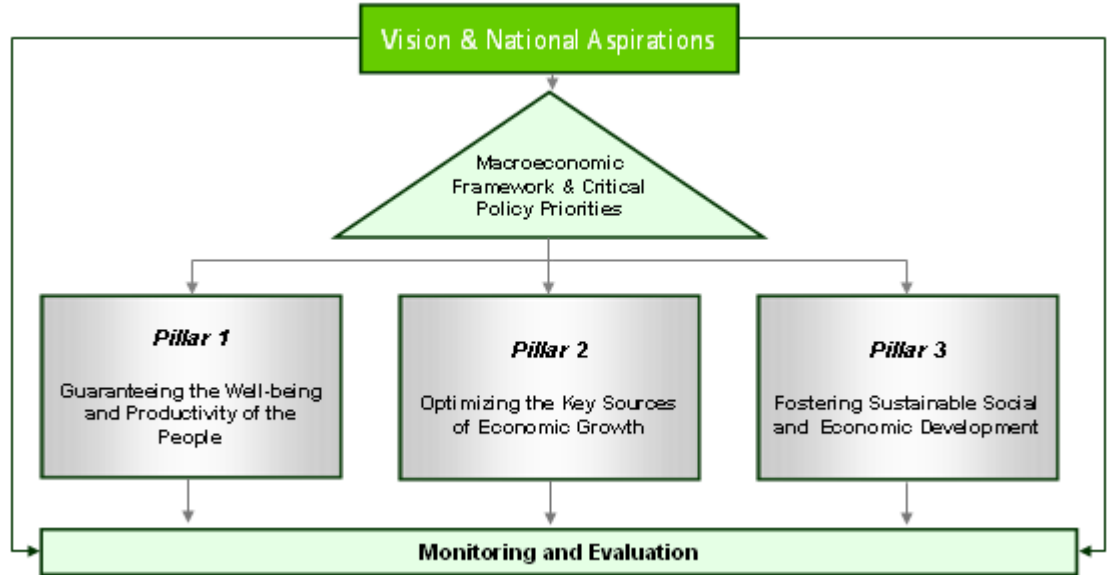 Vision & National Aspirations
Macroeconomic
Framework & Critical
Policy Priorities
Pillar 1
Guaranteeing the Well-being
and Productivity of the
People
Pillar 2
Optimizing the Key Sources
of Economic Growth
Pillar 3
Fostering Sustainable Social
and Economic Development
Monitoring and Evaluation